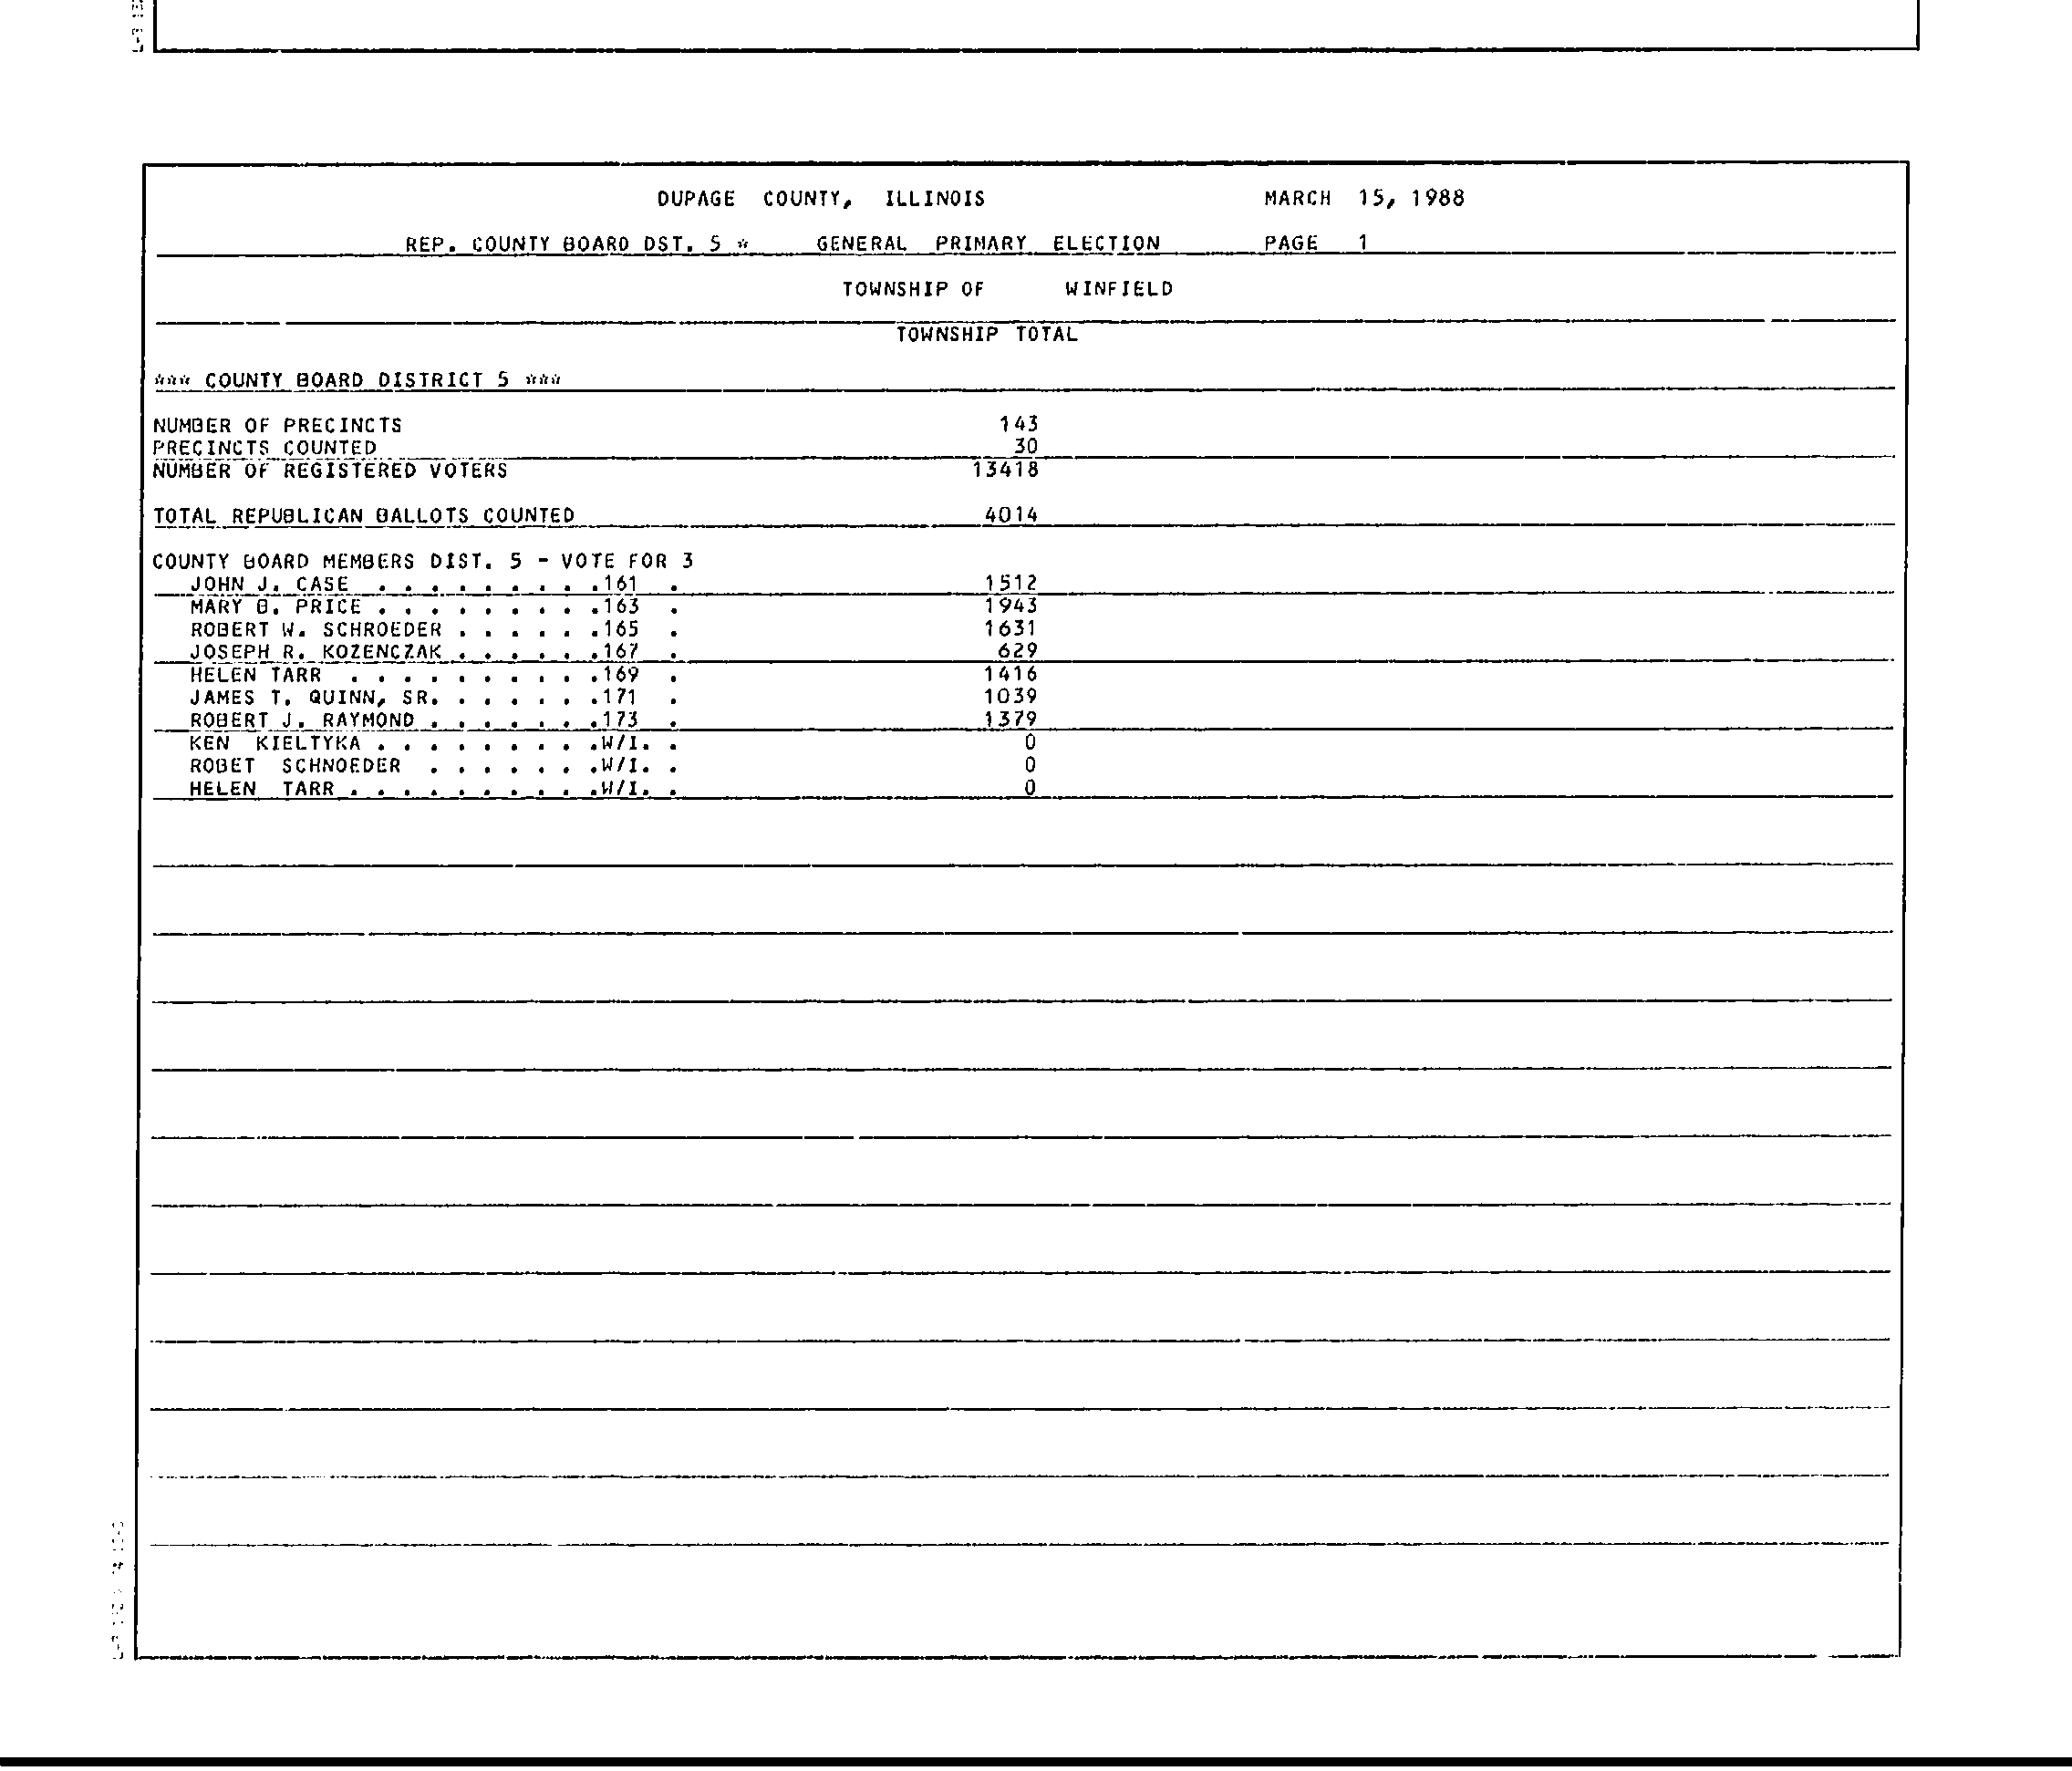 DUPAGE COUNTY, ILLINOIS MARCH 15, 1988
REP. COUNTY BOARD DST. 5 * GENERAL PRIMARY ELECTION PAGE 1
TOWNSHIP OF WINFIELD
TOWNSHIP TOTAL
*** COUNTY BOARD DISTRICT 5 ***
NUMBER OF PRECINCTS 143
PRECINCTS COUNTED 30
NUMBER OF REGISTERED VOTERS 13418
TOTAL REPUBLICAN BALLOTS COUNTED 4014
COUNTY BOARD MEMBERS DIST. 5 - VOTE FOR 3
JOHN J. CASE . . . . . . . . .161 . 1512
MARY B. PRICE . . . . . . . . .163 . 1943
ROBERT W. SCHROEDER . . . . . .165 . 1631
JOSEPH R. KOZENCZAK . . . . . .167 . 629
HELEN TARR . . . . . . . . . .169 . 1416
JAMES T. QUINN, SR. . . . . . .171 . 1039
ROBERT J. RAYMOND . . . . . . .173 . 1379
KEN KIELTYKA . . . . . . . . .W/I. . 0
ROBET SCHNOEDER . . . . . . .W/I. . 0
HELEN TARR . . . . . . . . . .W/I. . 0